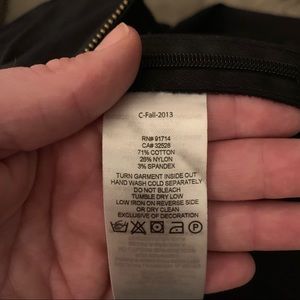 C-Fall-2013
RN# 91714
CA# 32528
71% COTTON
26% NYLON
3% SPANDEX
TURN GARMENT INSIDE OUT
HAND WASH COLD SEPARATELY
DO NOT BLEACH
TUMBLE DRY LOW
LOW IRON ON REVERSE SIDE
OR DRY CLEAN
EXCLUSIVE OF DECORATION
P